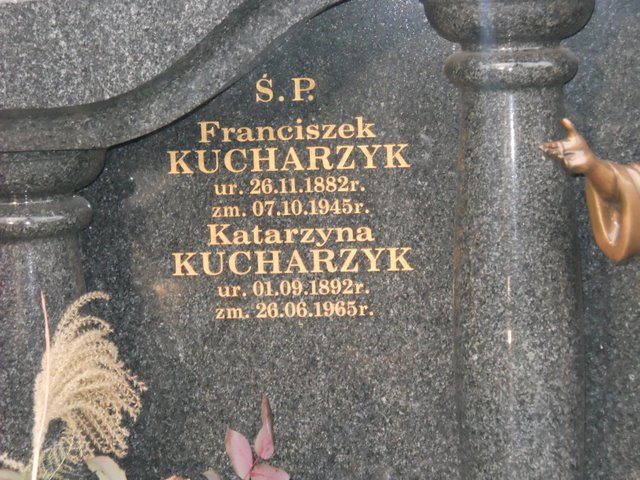 Ś.P.
Franciszek
KUCHARZYK
ur. 26.11.1882r.
zm. 07.10.1945r.
Katarzyna
KUCHARZYK
ur. 01.09.1892r.
zm. 26.06.1965r.